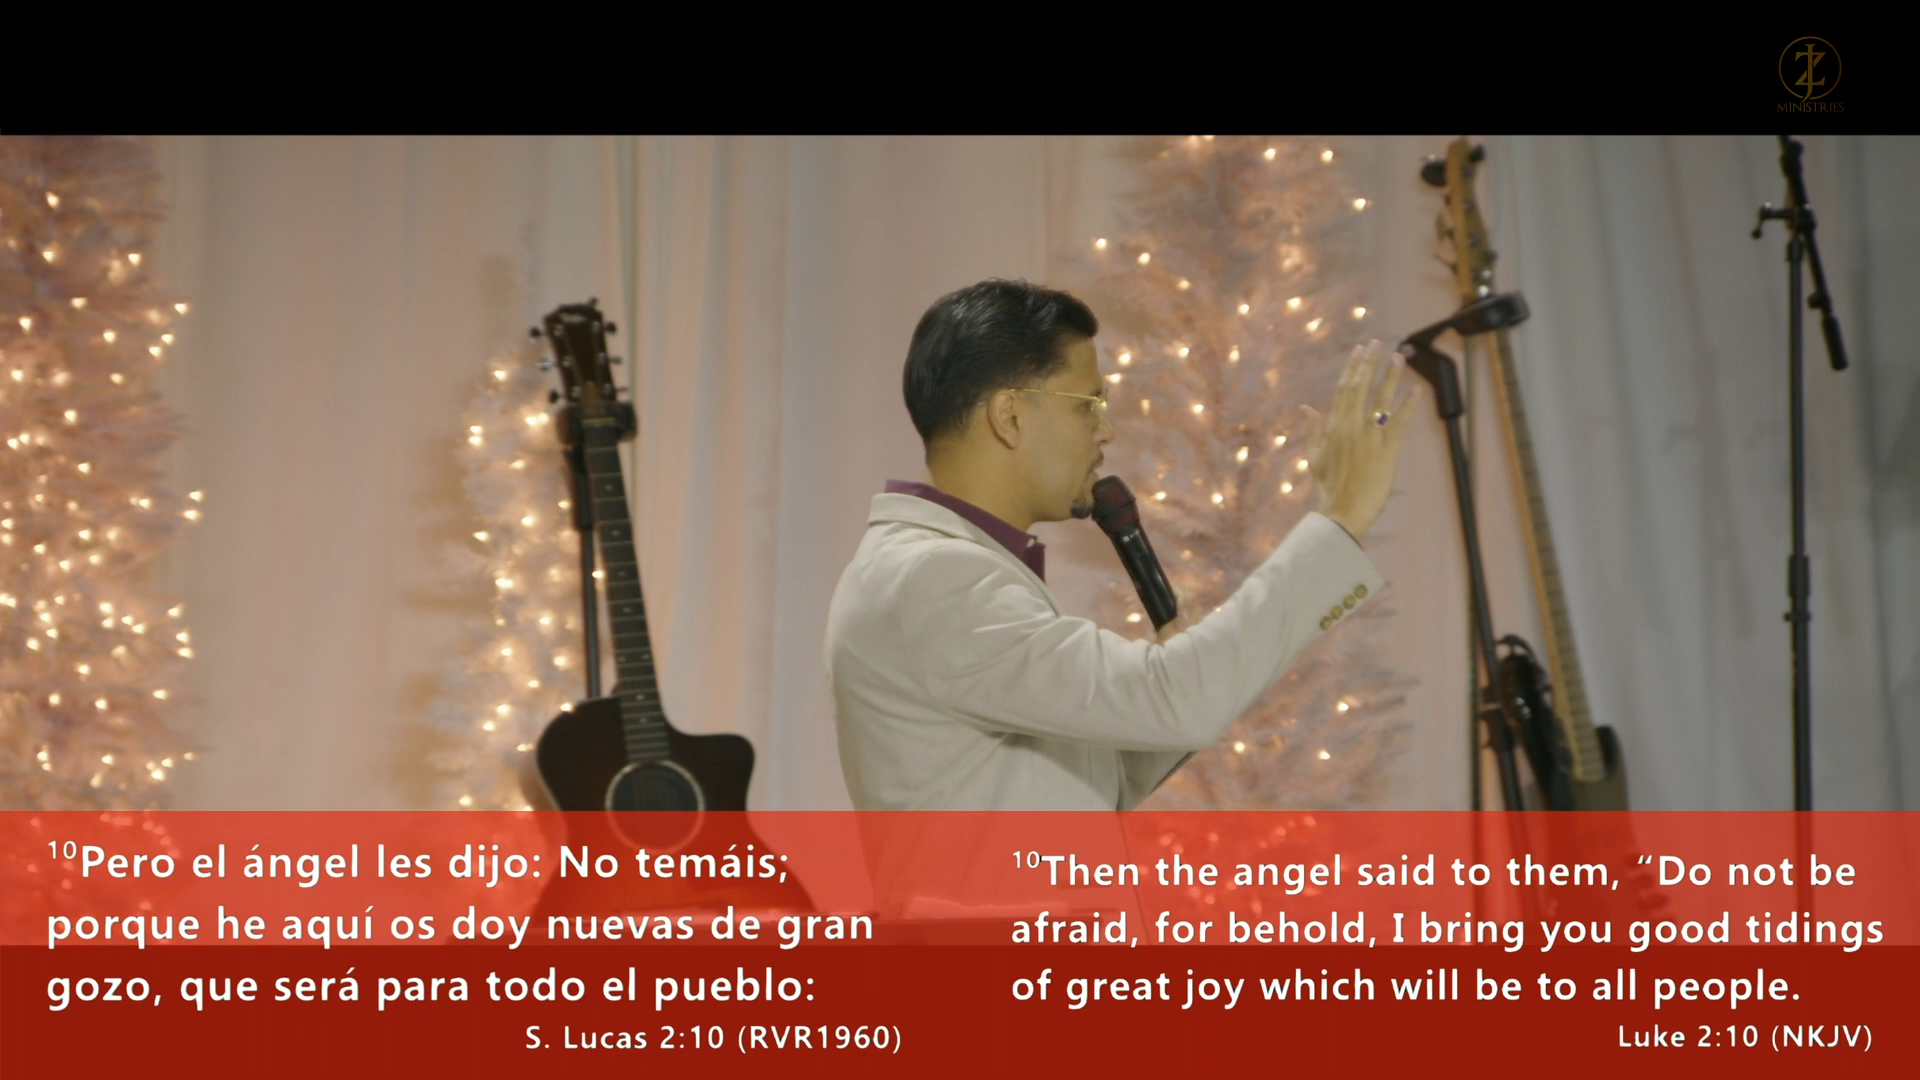 JZ
MINISTRIES
¹⁰Pero el ángel les dijo: No temáis;
porque he aquí os doy nuevas de gran
gozo, que será para todo el pueblo:
S. Lucas 2:10 (RVR1960)
¹⁰Then the angel said to them, “Do not be
afraid, for behold, I bring you good tidings
of great joy which will be to all people.
Luke 2:10 (NKJV)